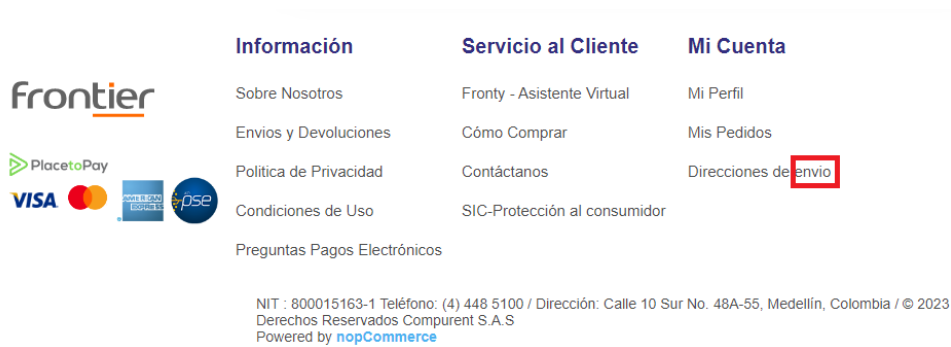 Frontier
PlacetoPay
VISA
AMERICAN
EXPRESS
pse
Información
Sobre Nosotros
Envios y Devoluciones
Politica de Privacidad
Condiciones de Uso
Preguntas Pagos Electrónicos
Servicio al Cliente
Fronty - Asistente Virtual
Cómo Comprar
Contáctanos
SIC-Protección al consumidor
Mi Cuenta
Mi Perfil
Mis Pedidos
Direcciones de envio
NIT : 800015163-1 Teléfono: (4) 448 5100 / Dirección: Calle 10 Sur No. 48A-55, Medellín, Colombia / © 2023
Derechos Reservados Compurent S.A.S
Powered by nopCommerce